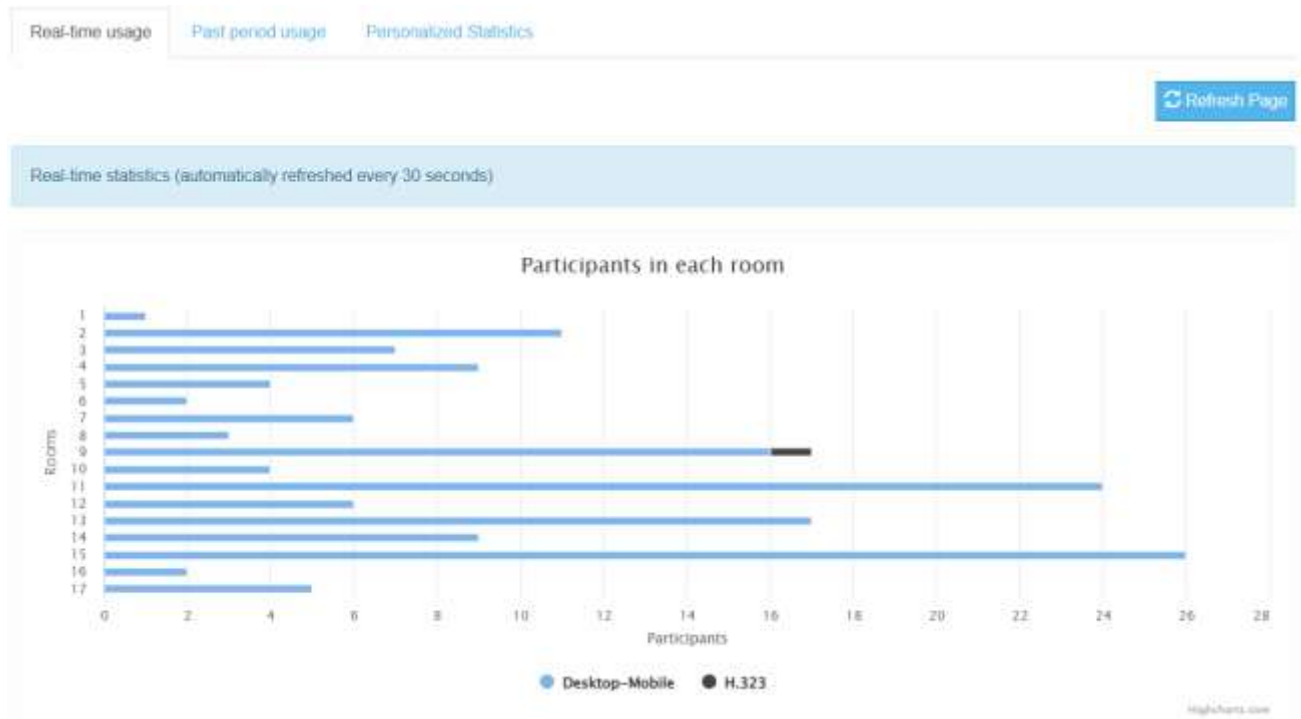 Real-time usage Past period usage Personalized Statistics
Refresh Page
Real-time statistics (automatically refreshed every 30 seconds)
Participants in each room
1
2
3
4
5
6
7
8
9
10
11
12
13
14
15
16
17
Rooms
0 2 4 6 8 10 12 14 16 18 20 22 24 26 28
Participants
Desktop-Mobile H.323
Highcharts.com